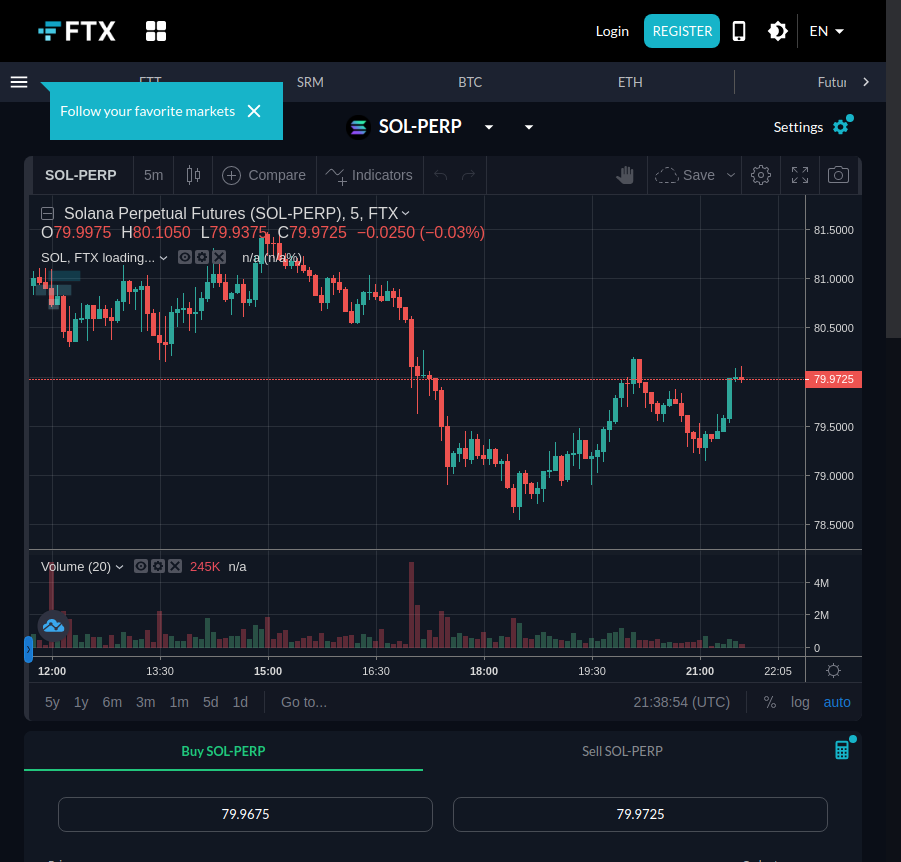 FTX
Login
REGISTER
EN
FTT
SRM
BTC
ETH
Futur
Follow your favorite markets
SOL-PERP
Settings
SOL-PERP
5m
Compare
Indicators
Save
Solana Perpetual Futures (SOL-PERP), 5, FTX
O79.9975 H80.1050 L79.9375 C79.9725 −0.0250 (−0.03%)
SOL, FTX loading...
n/a (n/a%)
81.5000
81.0000
80.5000
79.9725
79.5000
79.0000
78.5000
Volume (20)
245K n/a
4M
2M
0
12:00
13:30
15:00
16:30
18:00
19:30
21:00
22:05
5y
1y
6m
3m
1m
5d
1d
Go to...
21:38:54 (UTC)
%
log
auto
Buy SOL-PERP
Sell SOL-PERP
79.9675
79.9725